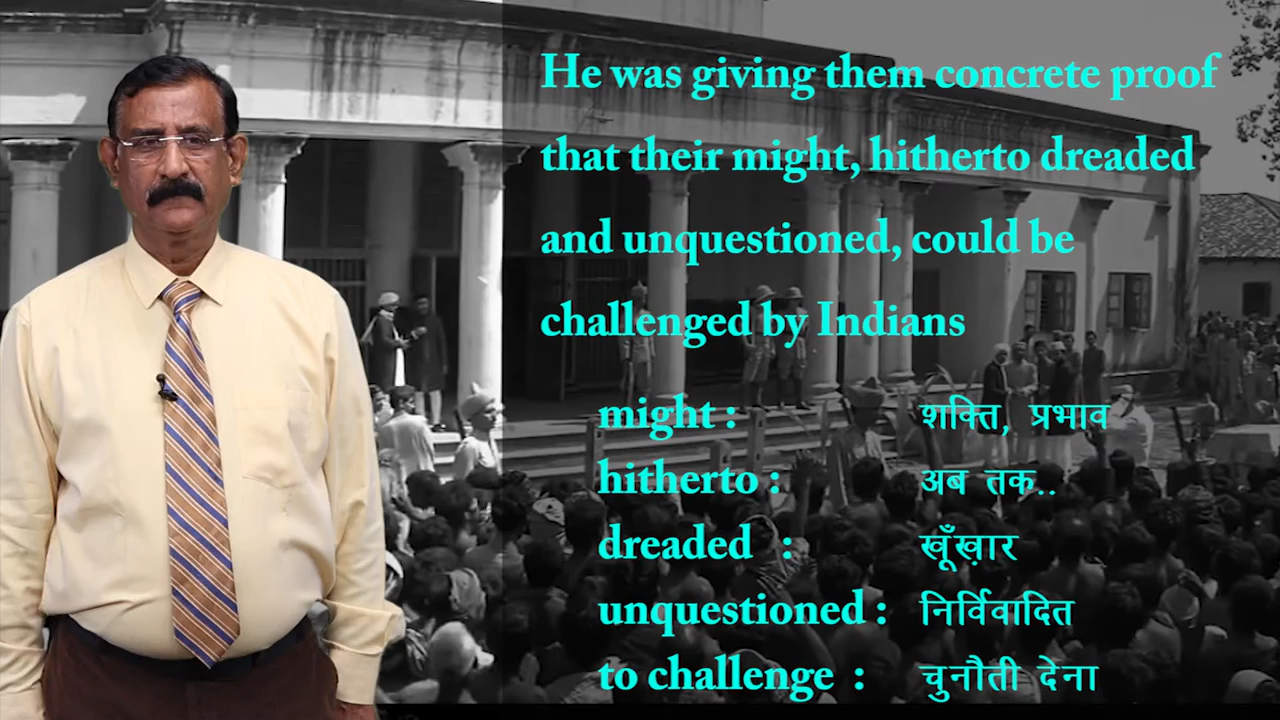 He was giving them concrete proof
that their might, hitherto dreaded
and unquestioned, could be
challenged by Indians
might : शक्ति, प्रभाव
hitherto : अब तक..
dreaded : खूँख़ार
unquestioned : निर्विवादित
to challenge : चुनौती देना